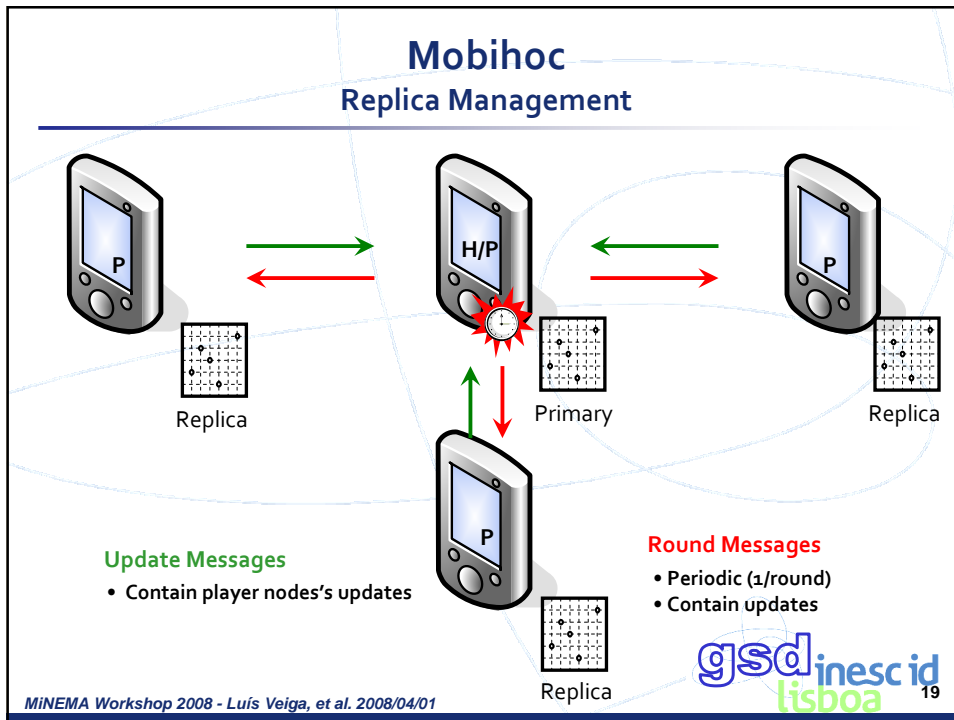 Mobihoc
Replica Management
P
H/P
P
Replica
Primary
Replica
P
Update Messages
• Contain player nodes's updates
Round Messages
• Periodic (1/round)
• Contain updates
Replica
gsd inesc id
lisboa
19
MiNEMA Workshop 2008 - Luís Veiga, et al. 2008/04/01